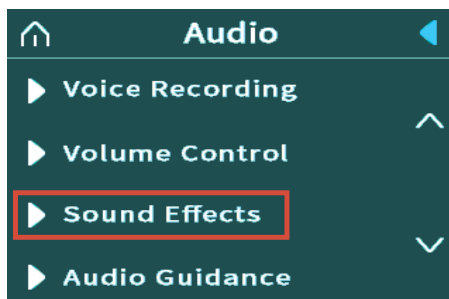 Audio
Voice Recording
Volume Control
Sound Effects
Audio Guidance